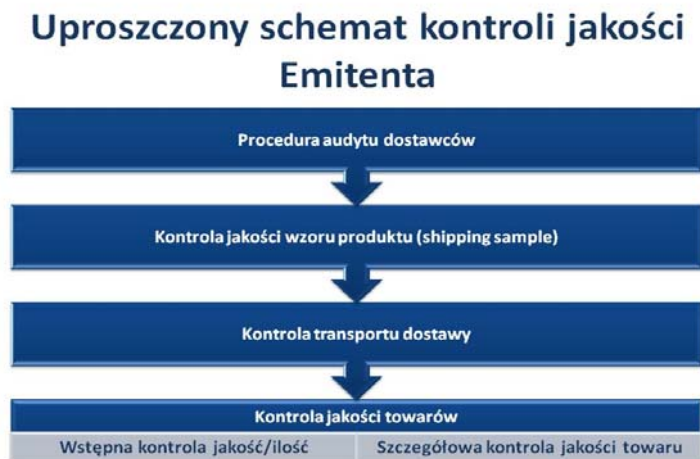 Uproszczony schemat kontroli jakości
Emitenta
Procedura audytu dostawców
Kontrola jakości wzoru produktu (shipping sample)
Kontrola transportu dostawy
Kontrola jakości towarów
Wstępna kontrola jakość/ilość
Szczegółowa kontrola jakości towaru